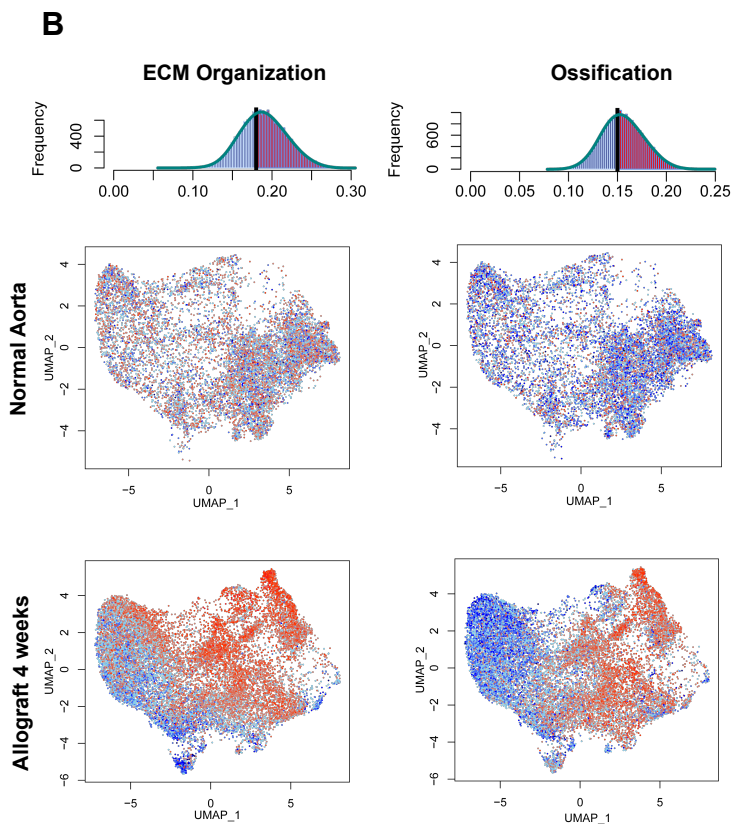 B
ECM Organization
Ossification
Frequency
0 400
0.00 0.10 0.20 0.30
Frequency
0 600
0.00 0.05 0.10 0.15 0.20 0.25
Normal Aorta
UMAP_2
4
2
0
−2
−4
−5 0 5
UMAP_1
UMAP_2
4
2
0
−2
−4
−5 0 5
UMAP_1
Allograft 4 weeks
UMAP_2
4
2
0
−2
−4
−6
−5 0 5
UMAP_1
UMAP_2
4
2
0
−2
−4
−6
−5 0 5
UMAP_1